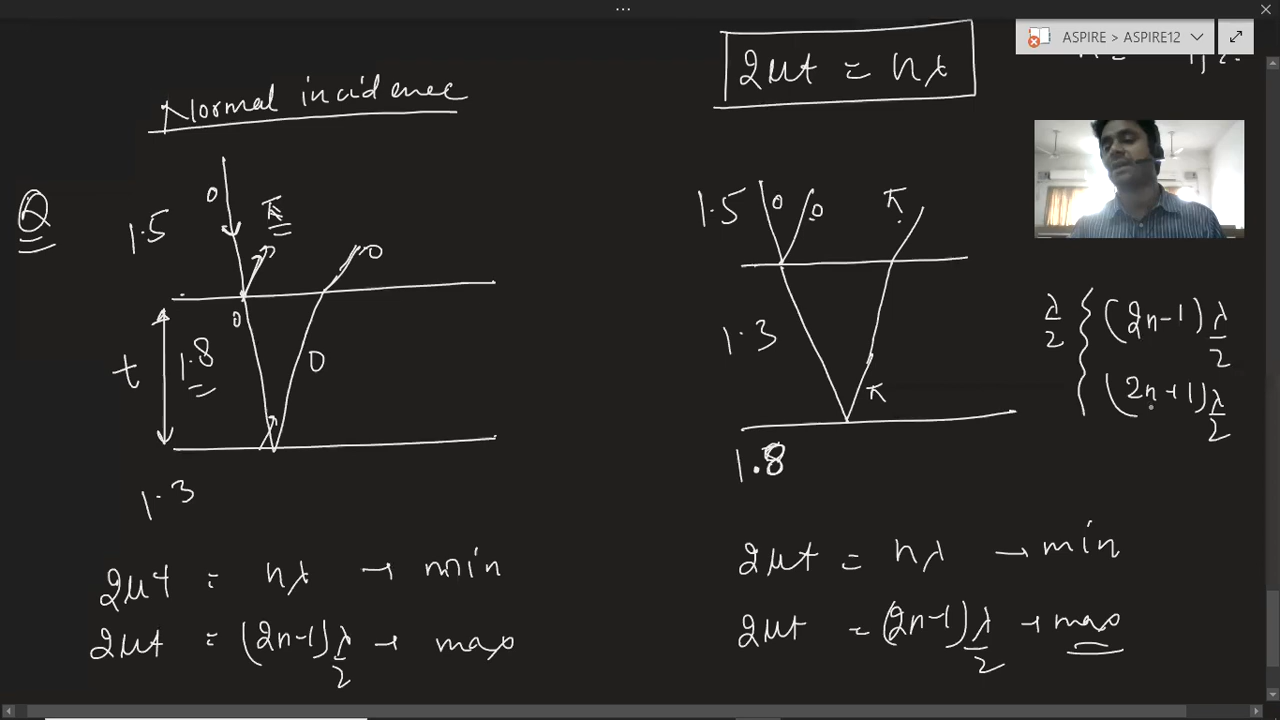 ...
ASPIRE > ASPIRE12
2μt = nλ
Normal incidence
Q
1.5
0
π
0
0
t
1.8
0
1.3
2μt = nλ → min
2μt = (2n-1) λ/2 → max
1.5
0
0
π
1.3
π
1.8
λ/2 { (2n-1) λ/2
(2n+1) λ/2
2μt = nλ → min
2μt = (2n-1) λ/2 → max